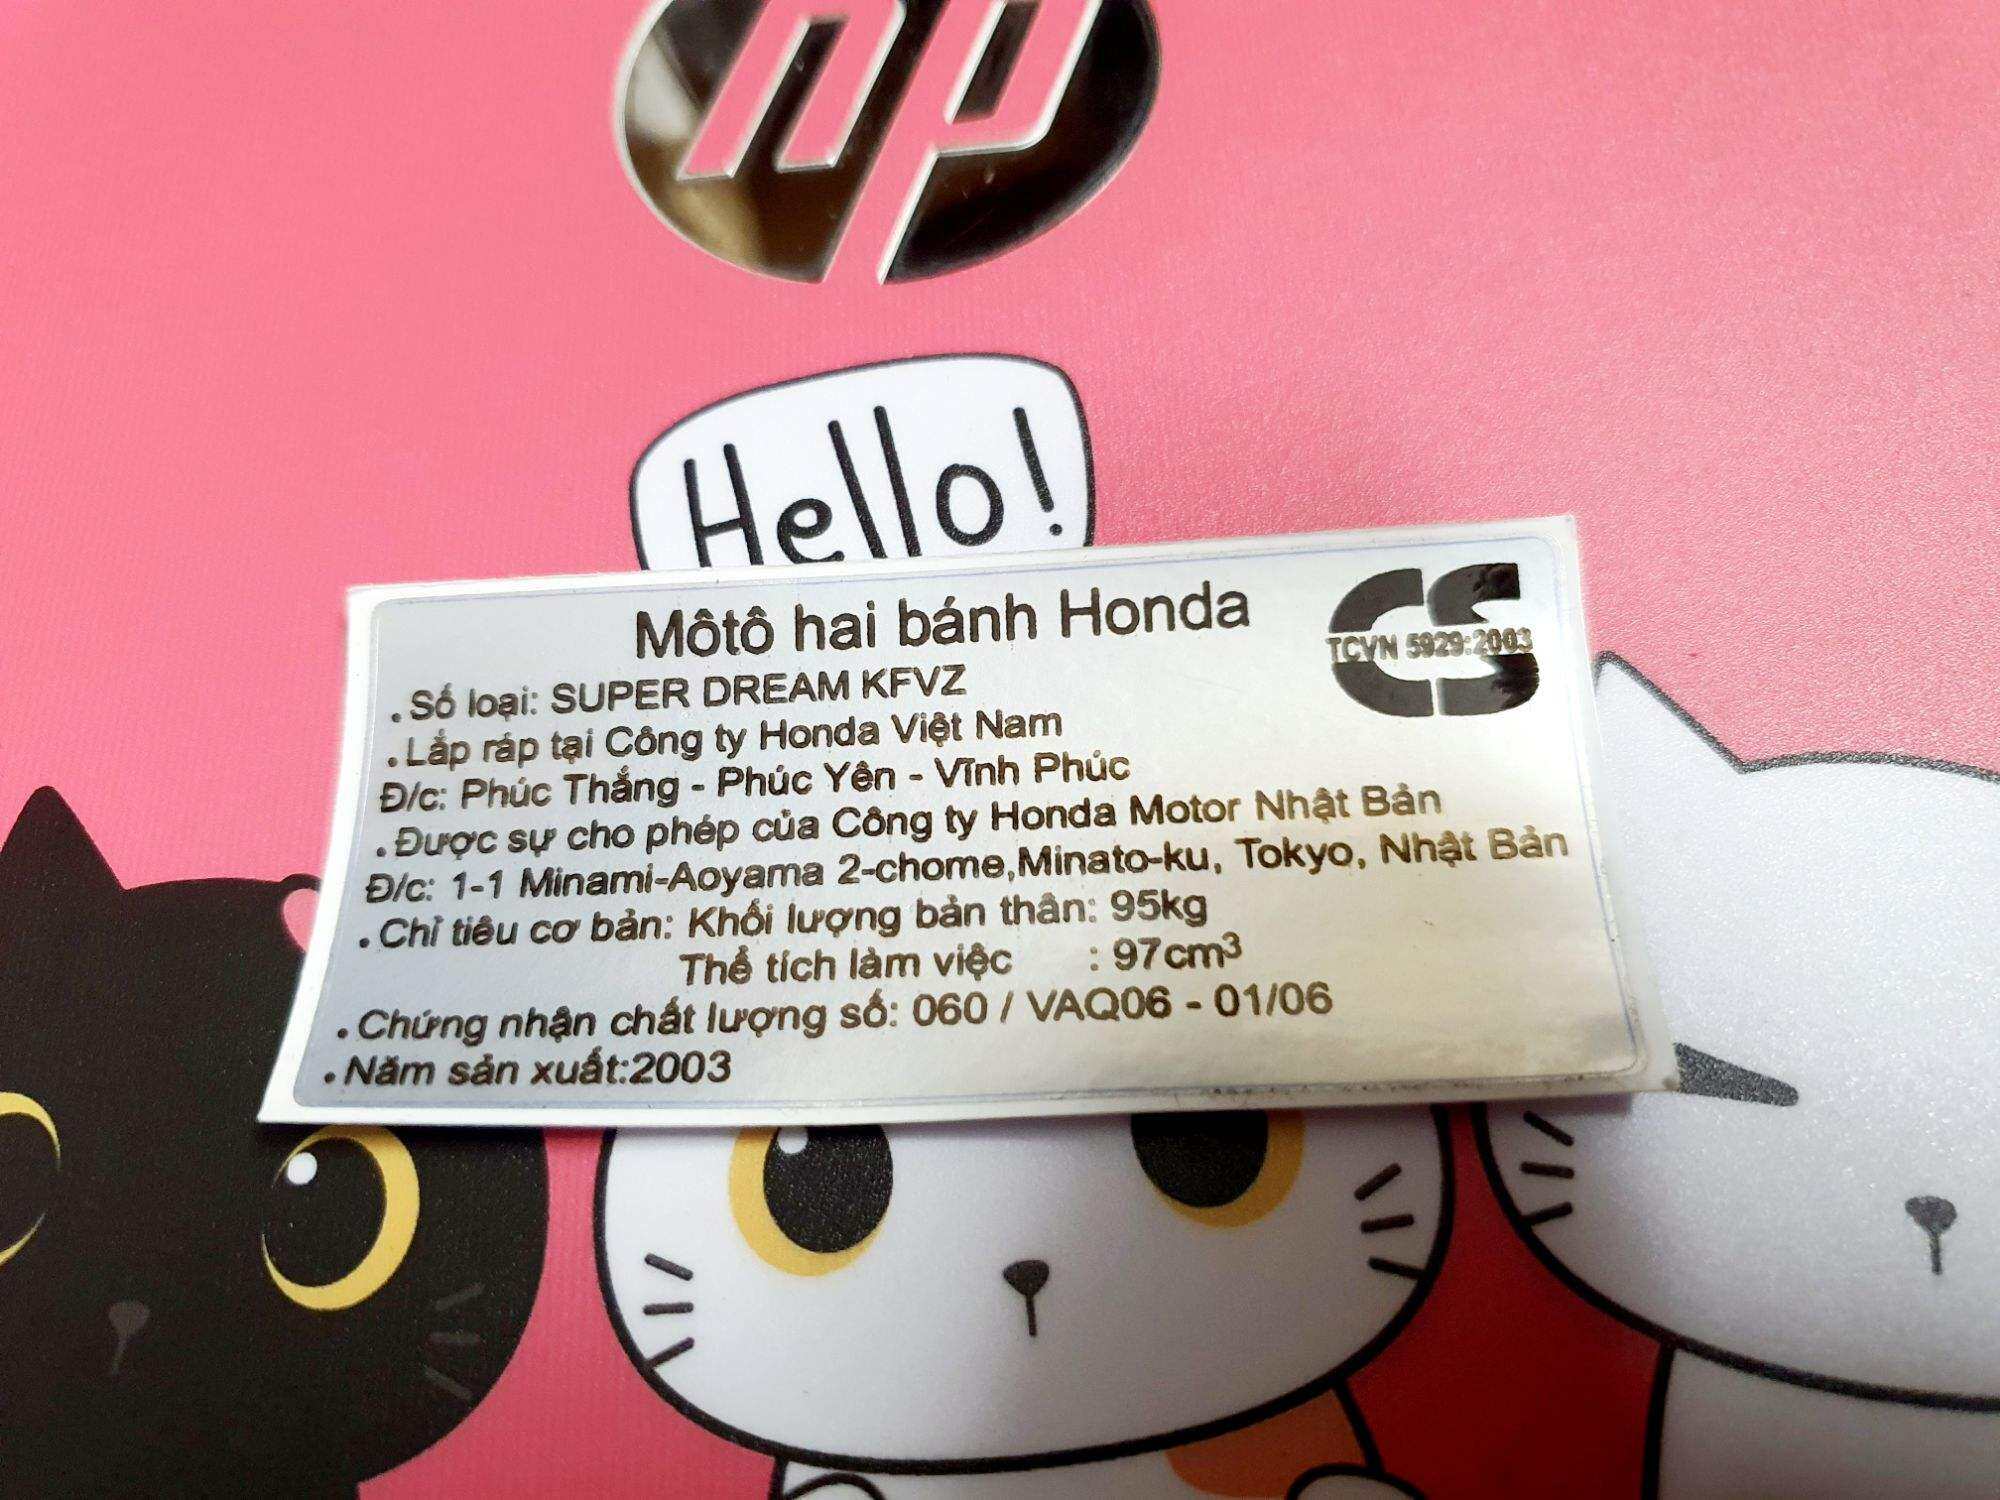 hp
Hello!
Môtô hai bánh Honda
CS
TCVN 5929:2003
. Số loại: SUPER DREAM KFVZ
. Lắp ráp tại Công ty Honda Việt Nam
Đ/c: Phúc Thắng - Phúc Yên - Vĩnh Phúc
. Được sự cho phép của Công ty Honda Motor Nhật Bản
Đ/c: 1-1 Minami-Aoyama 2-chome,Minato-ku, Tokyo, Nhật Bản
. Chỉ tiêu cơ bản: Khối lượng bản thân: 95kg
Thể tích làm việc : 97cm³
. Chứng nhận chất lượng số: 060 / VAQ06 - 01/06
. Năm sản xuất:2003